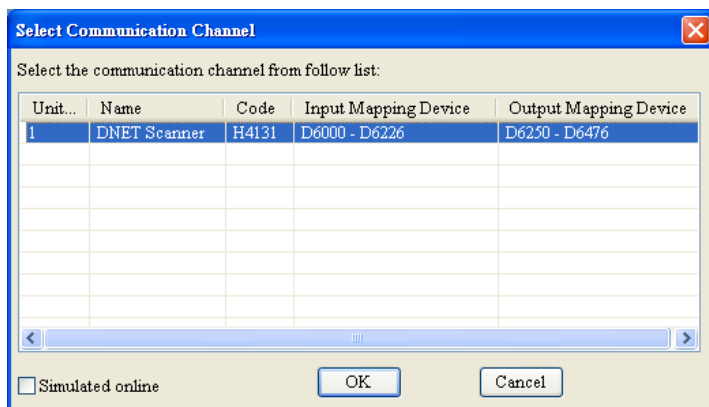 Select Communication Channel
Select the communication channel from follow list:
Unit... Name Code Input Mapping Device Output Mapping Device
1 DNET Scanner H4131 D6000 - D6226 D6250 - D6476
Simulated online OK Cancel